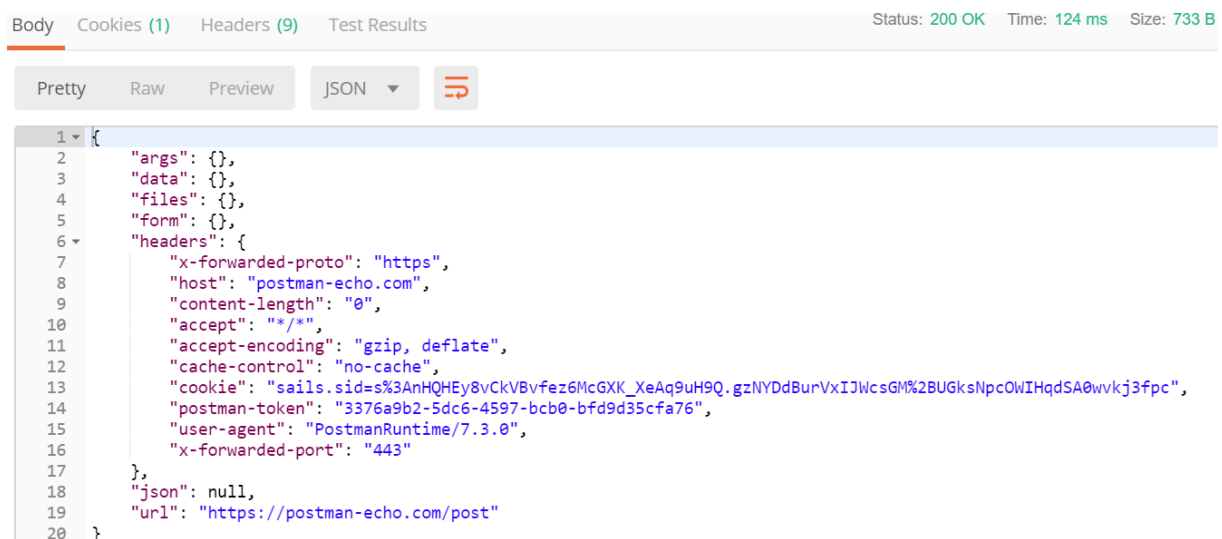 Body Cookies (1) Headers (9) Test Results Status: 200 OK Time: 124 ms Size: 733 B
Pretty Raw Preview JSON
1 {
2 "args": {},
3 "data": {},
4 "files": {},
5 "form": {},
6 "headers": {
7 "x-forwarded-proto": "https",
8 "host": "postman-echo.com",
9 "content-length": "0",
10 "accept": "*/*",
11 "accept-encoding": "gzip, deflate",
12 "cache-control": "no-cache",
13 "cookie": "sails.sid=s%3AnHQHEy8vCkVBvfez6McGXK_XeAq9uH9Q.gzNYDdBurVxIJWcsGM%2BUGksNpcOWIHqdSA0wvkj3fpc",
14 "postman-token": "3376a9b2-5dc6-4597-bcb0-bfd9d35cfa76",
15 "user-agent": "PostmanRuntime/7.3.0",
16 "x-forwarded-port": "443"
17 },
18 "json": null,
19 "url": "https://postman-echo.com/post"
20 }